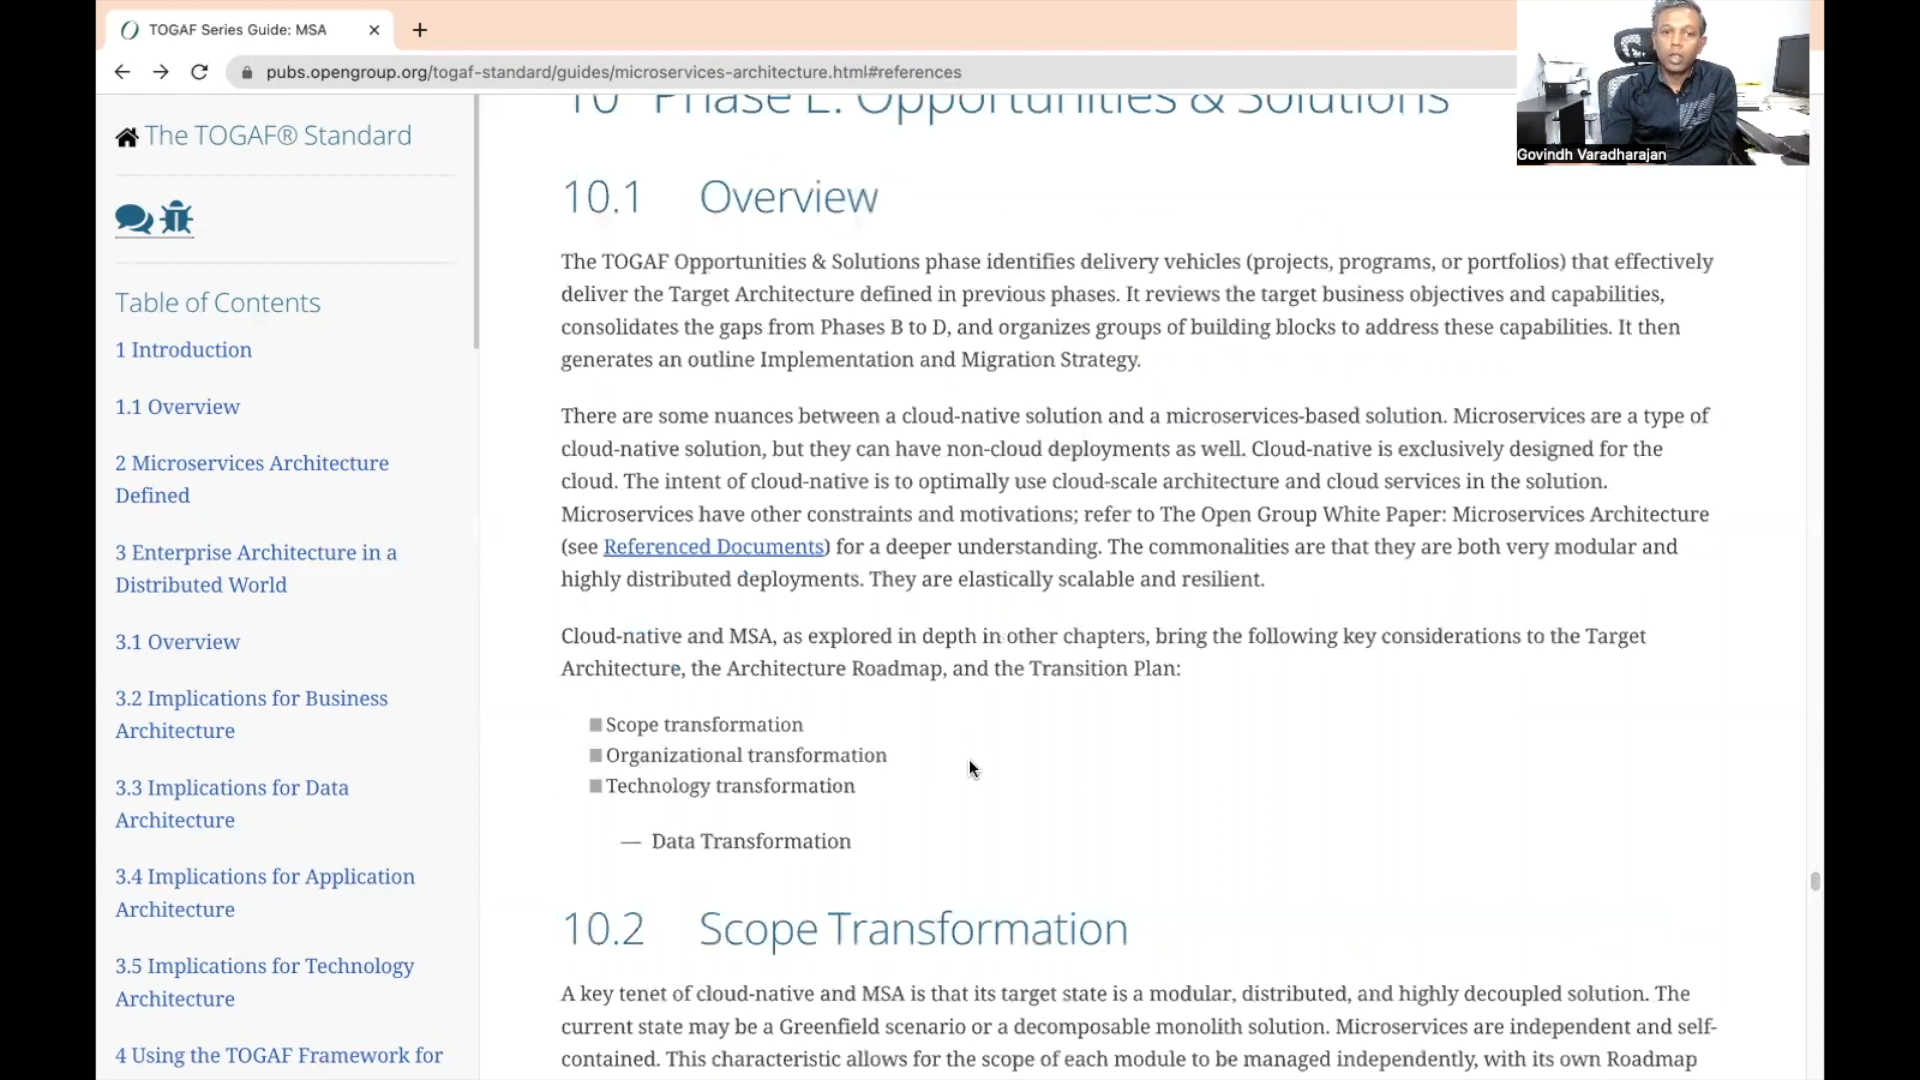 TOGAF Series Guide: MSA
pubs.opengroup.org/togaf-standard/guides/microservices-architecture.html#references
Govindh Varadharajan
The TOGAF® Standard
Table of Contents
1 Introduction
1.1 Overview
2 Microservices Architecture
Defined
3 Enterprise Architecture in a
Distributed World
3.1 Overview
3.2 Implications for Business
Architecture
3.3 Implications for Data
Architecture
3.4 Implications for Application
Architecture
3.5 Implications for Technology
Architecture
4 Using the TOGAF Framework for
10 Phase E: Opportunities & Solutions
10.1 Overview
The TOGAF Opportunities & Solutions phase identifies delivery vehicles (projects, programs, or portfolios) that effectively
deliver the Target Architecture defined in previous phases. It reviews the target business objectives and capabilities,
consolidates the gaps from Phases B to D, and organizes groups of building blocks to address these capabilities. It then
generates an outline Implementation and Migration Strategy.
There are some nuances between a cloud-native solution and a microservices-based solution. Microservices are a type of
cloud-native solution, but they can have non-cloud deployments as well. Cloud-native is exclusively designed for the
cloud. The intent of cloud-native is to optimally use cloud-scale architecture and cloud services in the solution.
Microservices have other constraints and motivations; refer to The Open Group White Paper: Microservices Architecture
(see Referenced Documents) for a deeper understanding. The commonalities are that they are both very modular and
highly distributed deployments. They are elastically scalable and resilient.
Cloud-native and MSA, as explored in depth in other chapters, bring the following key considerations to the Target
Architecture, the Architecture Roadmap, and the Transition Plan:
Scope transformation
Organizational transformation
Technology transformation
— Data Transformation
10.2 Scope Transformation
A key tenet of cloud-native and MSA is that its target state is a modular, distributed, and highly decoupled solution. The
current state may be a Greenfield scenario or a decomposable monolith solution. Microservices are independent and self-
contained. This characteristic allows for the scope of each module to be managed independently, with its own Roadmap